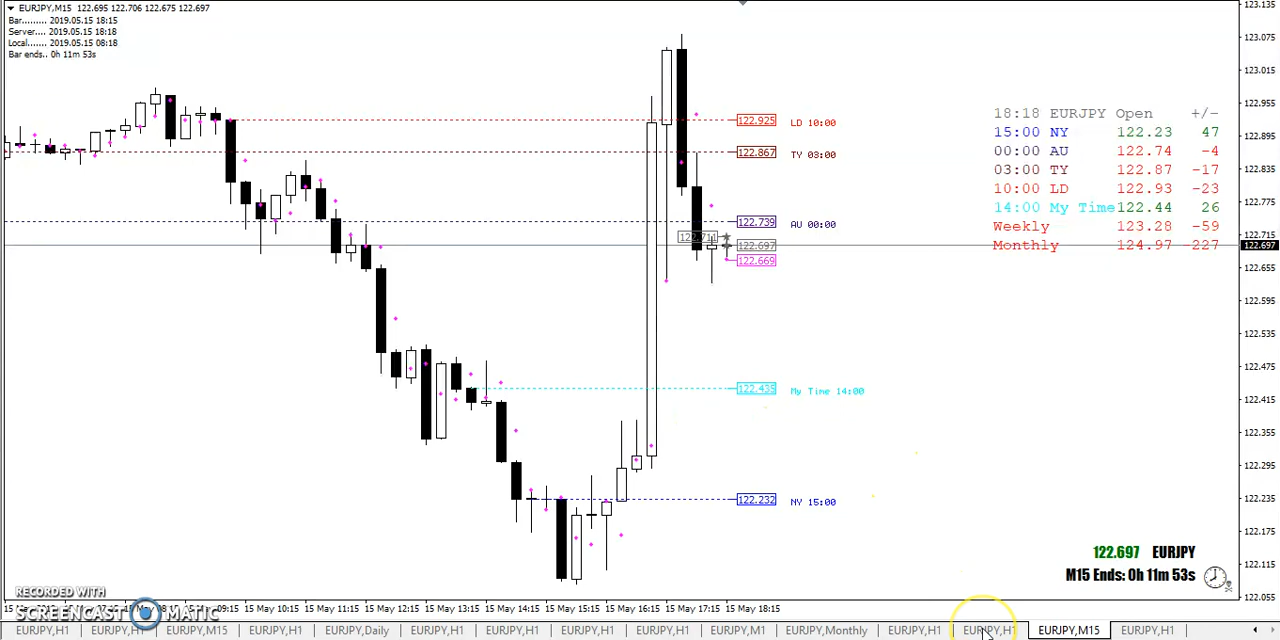 EURJPY,M15 122.695 122.706 122.675 122.697
Bar......... 2019.05.15 18:15
Server.... 2019.05.15 18:18
Local....... 2019.05.15 08:18
Bar ends.. 0h 11m 53s
123.135
123.075
123.015
122.955
122.895
122.835
122.775
122.715
122.697
122.655
122.595
122.535
122.475
122.415
122.355
122.295
122.235
122.175
122.115
122.055
122.925 LD 10:00
122.867 TY 03:00
122.739 AU 00:00
122.711
122.697
122.669
122.435 My Time 14:00
122.232 NY 15:00
18:18 EURJPY Open +/-
15:00 NY 122.23 47
00:00 AU 122.74 -4
03:00 TY 122.87 -17
10:00 LD 122.93 -23
14:00 My Time 122.44 26
Weekly 123.28 -59
Monthly 124.97 -227
122.697 EURJPY
M15 Ends: 0h 11m 53s
RECORDED WITH
SCREENCAST MATIC
09:15 15 May 10:15 15 May 11:15 15 May 12:15 15 May 13:15 15 May 14:15 15 May 15:15 15 May 16:15 15 May 17:15 15 May 18:15
EURJPY,H1 EURJPY,H1 EURJPY,M15 EURJPY,H1 EURJPY,Daily EURJPY,H1 EURJPY,H1 EURJPY,H1 EURJPY,H1 EURJPY,M1 EURJPY,Monthly EURJPY,H1 EURJPY,H1 EURJPY,M15 EURJPY,H1